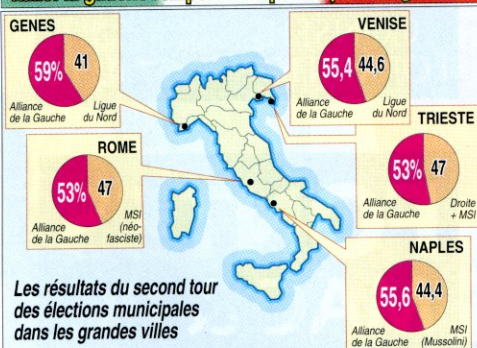 GENES
59%
41
Alliance
de la Gauche
Ligue
du Nord
VENISE
55,4
44,6
Alliance
de la Gauche
Ligue
du Nord
TRIESTE
53%
47
Alliance
de la Gauche
Droite
+ MSI
ROME
53%
47
Alliance
de la Gauche
MSI
(néo-
fasciste)
NAPLES
55,6
44,4
Alliance
de la Gauche
MSI
(Mussolini)
Les résultats du second tour
des élections municipales
dans les grandes villes